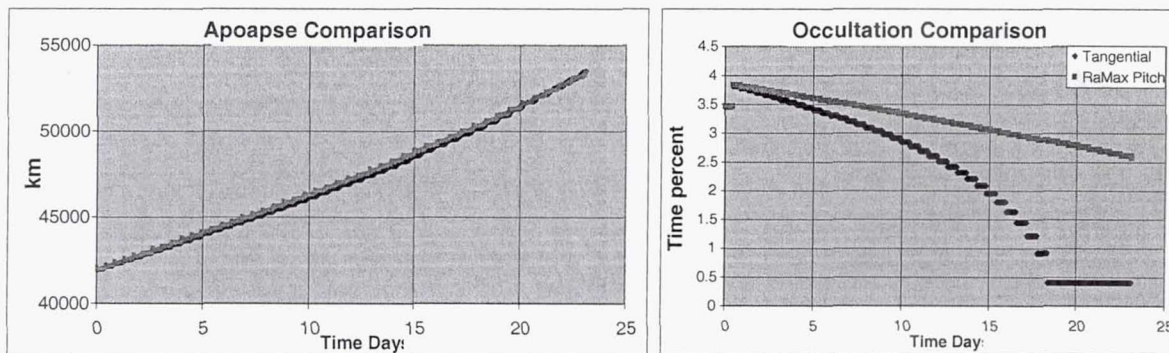 Apoapse Comparison
55000
50000
45000
40000
km
0 5 10 15 20 25
Time Days
Occultation Comparison
4.5
4
3.5
3
2.5
2
1.5
1
0.5
0
Time percent
Tangential
RaMax Pitch
0 5 10 15 20 25
Time Days